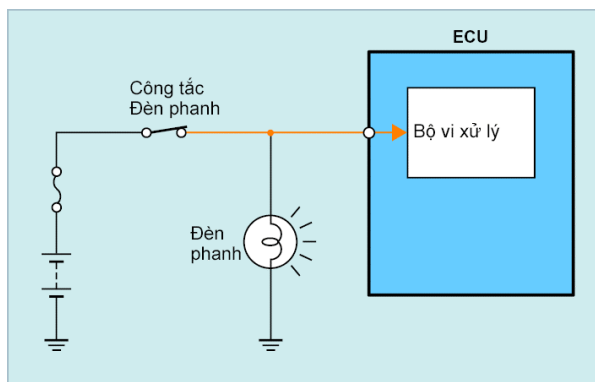 ECU
Công tắc
Đèn phanh
Bộ vi xử lý
Đèn
phanh